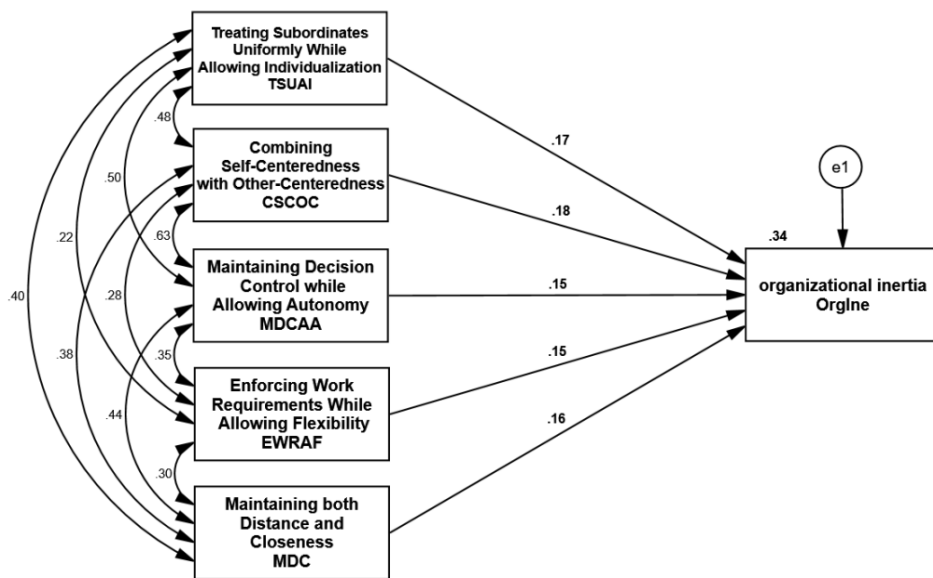 Treating Subordinates
Uniformly While
Allowing Individualization
TSUAI
.48
Combining
Self-Centeredness
with Other-Centeredness
CSCOC
.50
.63
.22
Maintaining Decision
Control while
Allowing Autonomy
MDCAA
.28
.40
.38
.35
Enforcing Work
Requirements While
Allowing Flexibility
EWRAF
.44
.30
Maintaining both
Distance and
Closeness
MDC
.17
.18
.15
.15
.16
e1
.34
organizational inertia
OrgIne